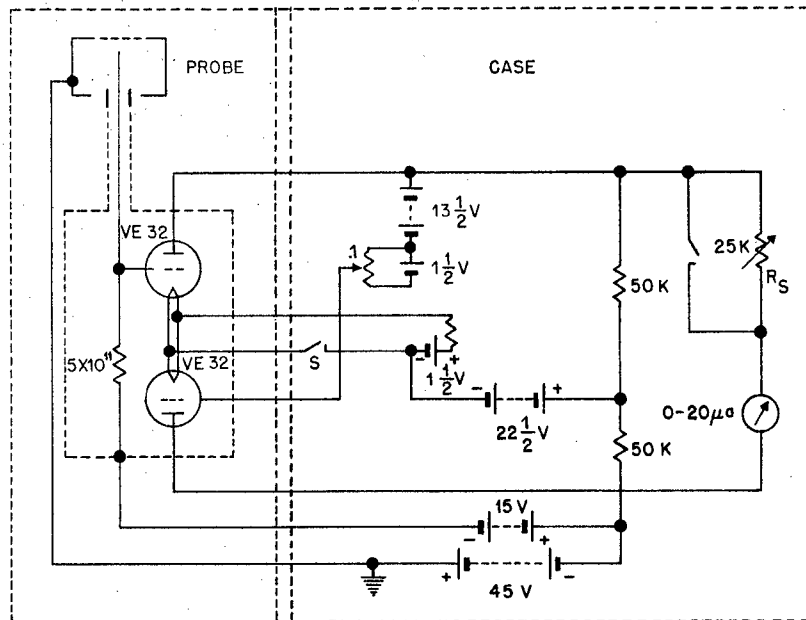 PROBE
CASE
VE 32
13 1/2 V
.1
1 1/2 V
50 K
25 K
R_S
5X10^11
VE 32
S
-
+
1 1/2 V
-
+
22 1/2 V
0-20 μa
50 K
15 V
-
+
+
-
45 V